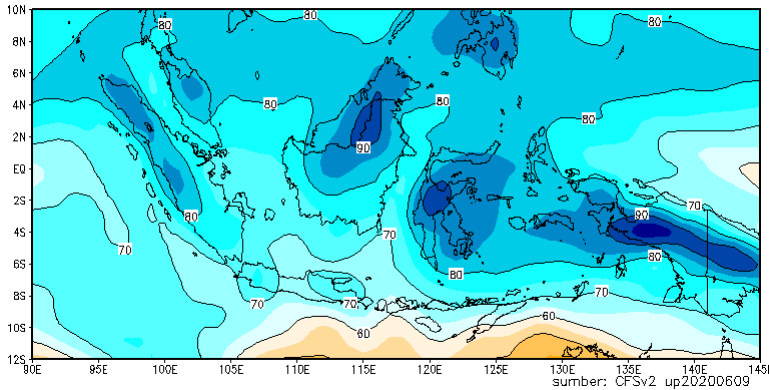 10N
8N
6N
4N
2N
EQ
2S
4S
6S
8S
10S
12S
90E 95E 100E 105E 110E 115E 120E 125E 130E 135E 140E 145E
80 80 80
80 80 80
90
80 70 90
70 70 80
80
70 70 70
60 60
sumber: CFSv2 up20200609